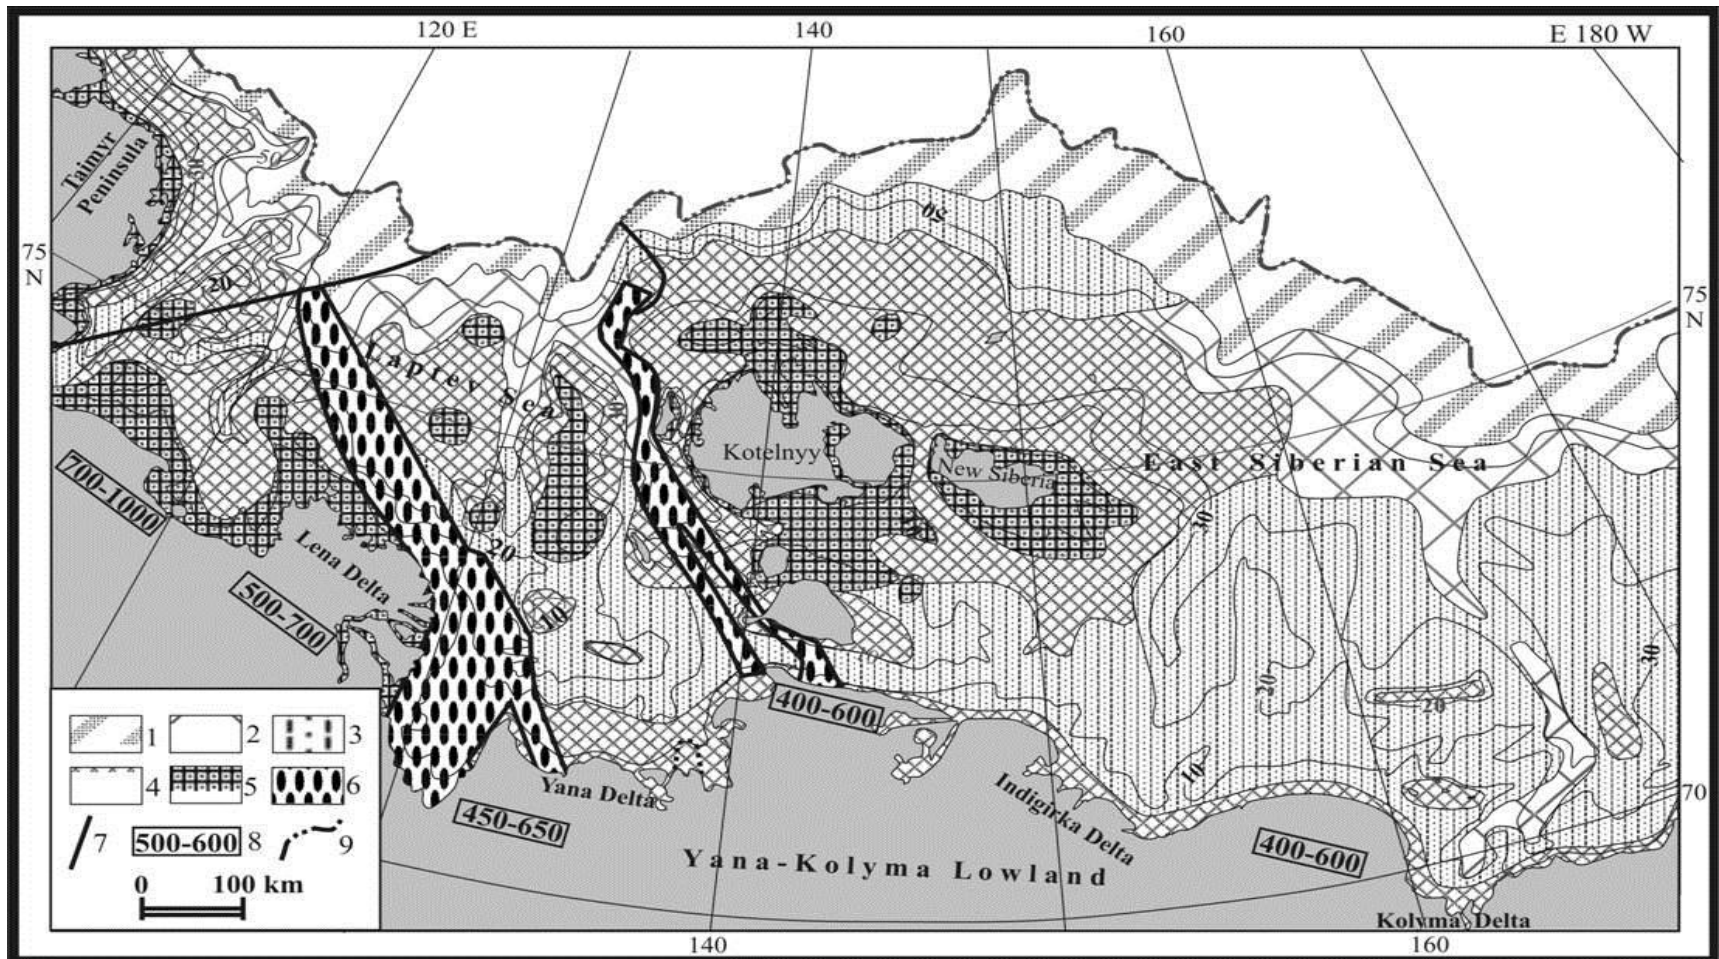 120 E
140
160
E 180 W
Taimyr
Peninsula
50
50
75
N
20
75
N
Laptev Sea
Kotelnyy
New Siberia
East Siberian Sea
700-1000
30
20
Lena Delta
500-700
10
30
20
20
400-600
10
1
2
3
4
5
6
7
500-600
8
9
0
100 km
Yana Delta
450-650
Indigirka Delta
70
400-600
Yana-Kolyma Lowland
Kolyma Delta
140
160